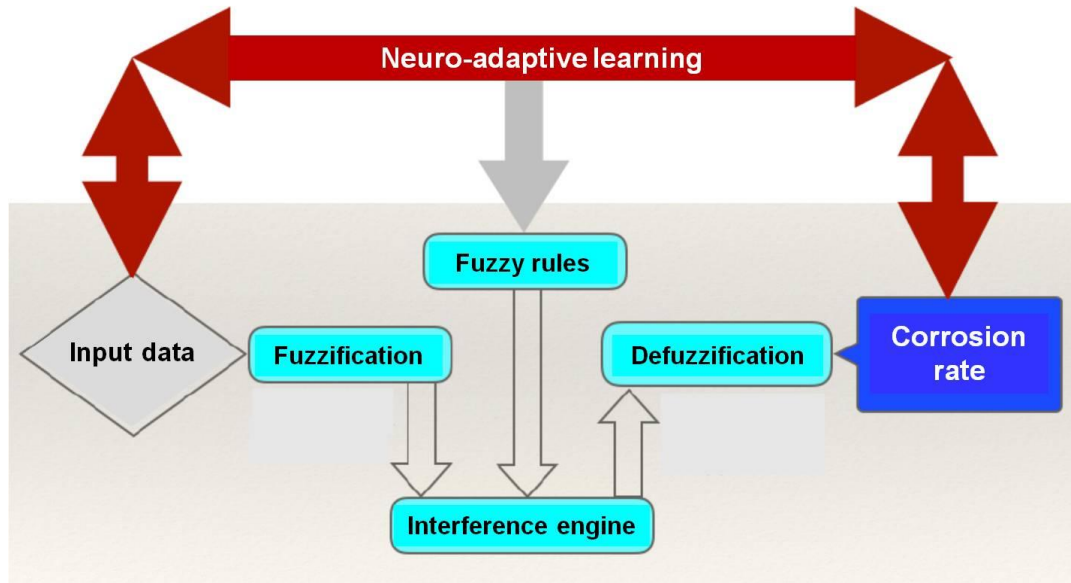 Neuro-adaptive learning
Fuzzy rules
Input data
Fuzzification
Defuzzification
Corrosion
rate
Interference engine